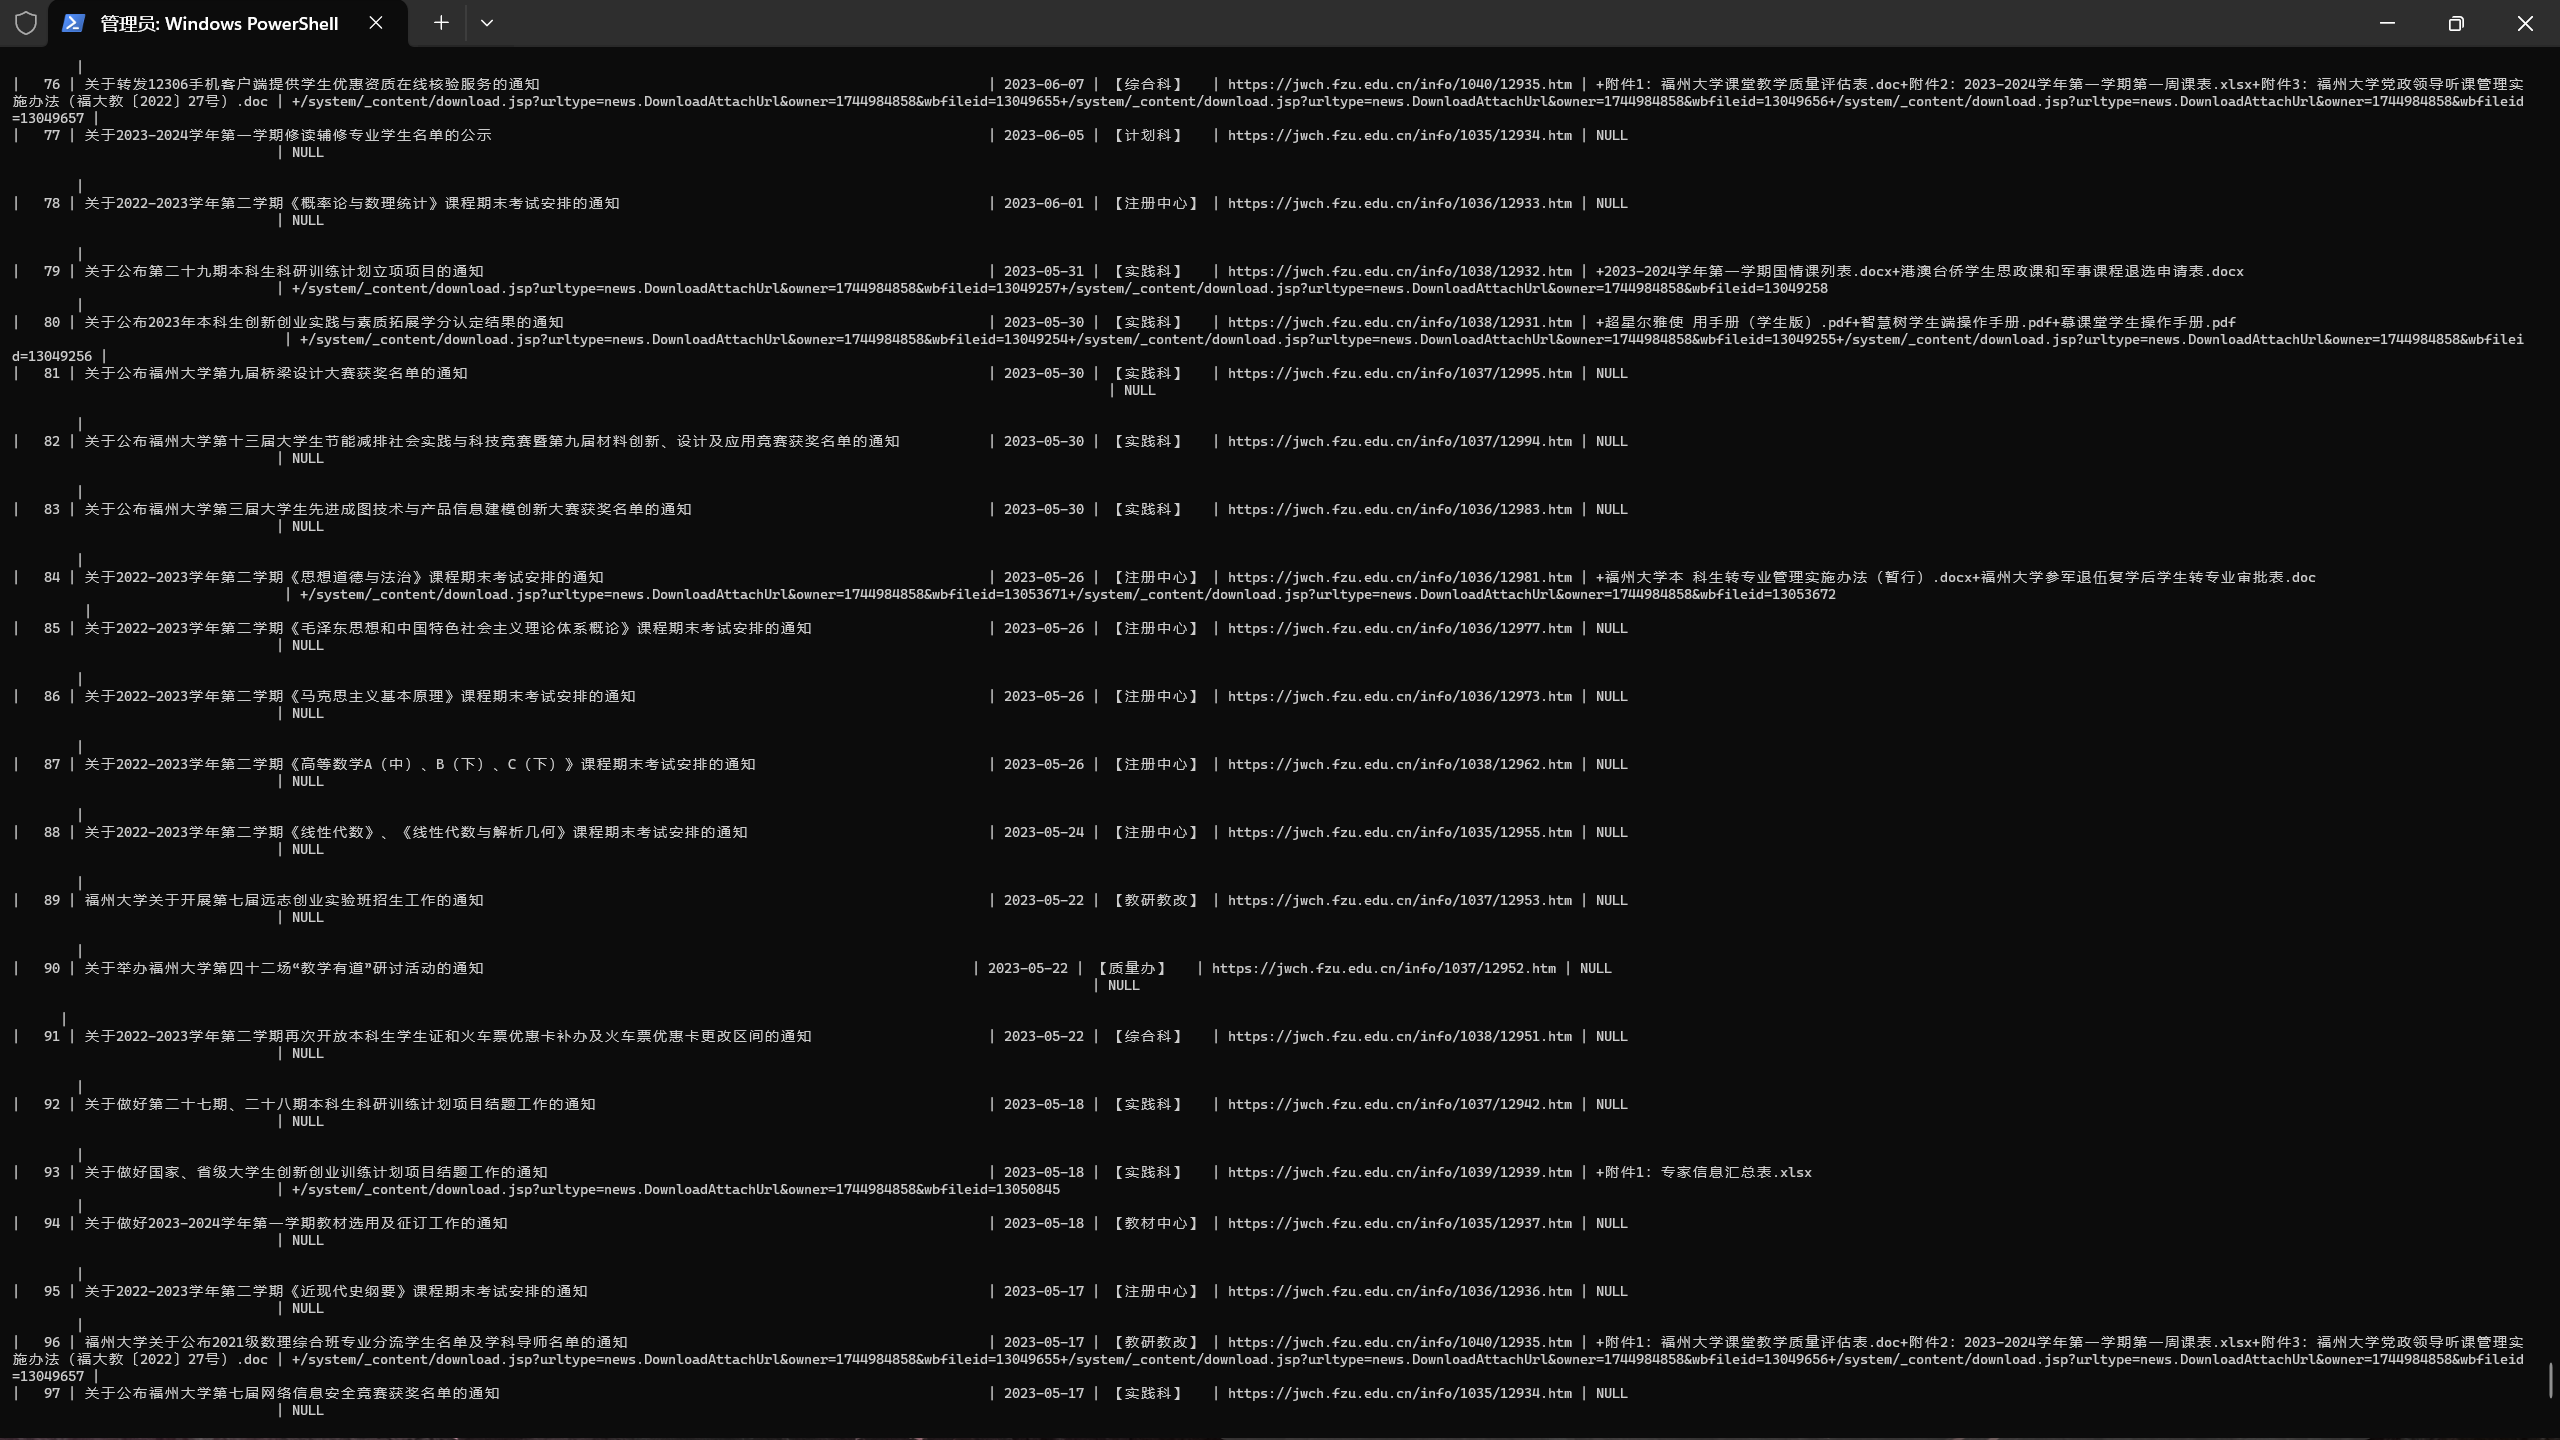 管理员: Windows PowerShell
|
| 76 | 关于转发12306手机客户端提供学生优惠资质在线核验服务的通知 | 2023-06-07 | 【综合科】 | https://jwch.fzu.edu.cn/info/1040/12935.htm | +附件1：福州大学课堂教学质量评估表.doc+附件2：2023-2024学年第一学期第一周课表.xlsx+附件3：福州大学党政领导听课管理实
施办法（福大教〔2022〕27号）.doc | +/system/_content/download.jsp?urltype=news.DownloadAttachUrl&owner=1744984858&wbfileid=13049655+/system/_content/download.jsp?urltype=news.DownloadAttachUrl&owner=1744984858&wbfileid=13049656+/system/_content/download.jsp?urltype=news.DownloadAttachUrl&owner=1744984858&wbfileid
=13049657 |
| 77 | 关于2023-2024学年第一学期修读辅修专业学生名单的公示 | 2023-06-05 | 【计划科】 | https://jwch.fzu.edu.cn/info/1035/12934.htm | NULL
| NULL
|
| 78 | 关于2022-2023学年第二学期《概率论与数理统计》课程期末考试安排的通知 | 2023-06-01 | 【注册中心】 | https://jwch.fzu.edu.cn/info/1036/12933.htm | NULL
| NULL
|
| 79 | 关于公布第二十九期本科生科研训练计划立项项目的通知 | 2023-05-31 | 【实践科】 | https://jwch.fzu.edu.cn/info/1038/12932.htm | +2023-2024学年第一学期国情课列表.docx+港澳台侨学生思政课和军事课程退选申请表.docx
| +/system/_content/download.jsp?urltype=news.DownloadAttachUrl&owner=1744984858&wbfileid=13049257+/system/_content/download.jsp?urltype=news.DownloadAttachUrl&owner=1744984858&wbfileid=13049258
|
| 80 | 关于公布2023年本科生创新创业实践与素质拓展学分认定结果的通知 | 2023-05-30 | 【实践科】 | https://jwch.fzu.edu.cn/info/1038/12931.htm | +超星尔雅使 用手册（学生版）.pdf+智慧树学生端操作手册.pdf+慕课堂学生操作手册.pdf
| +/system/_content/download.jsp?urltype=news.DownloadAttachUrl&owner=1744984858&wbfileid=13049254+/system/_content/download.jsp?urltype=news.DownloadAttachUrl&owner=1744984858&wbfileid=13049255+/system/_content/download.jsp?urltype=news.DownloadAttachUrl&owner=1744984858&wbfilei
d=13049256 |
| 81 | 关于公布福州大学第九届桥梁设计大赛获奖名单的通知 | 2023-05-30 | 【实践科】 | https://jwch.fzu.edu.cn/info/1037/12995.htm | NULL
| NULL
|
| 82 | 关于公布福州大学第十三届大学生节能减排社会实践与科技竞赛暨第九届材料创新、设计及应用竞赛获奖名单的通知 | 2023-05-30 | 【实践科】 | https://jwch.fzu.edu.cn/info/1037/12994.htm | NULL
| NULL
|
| 83 | 关于公布福州大学第三届大学生先进成图技术与产品信息建模创新大赛获奖名单的通知 | 2023-05-30 | 【实践科】 | https://jwch.fzu.edu.cn/info/1036/12983.htm | NULL
| NULL
|
| 84 | 关于2022-2023学年第二学期《思想道德与法治》课程期末考试安排的通知 | 2023-05-26 | 【注册中心】 | https://jwch.fzu.edu.cn/info/1036/12981.htm | +福州大学本 科生转专业管理实施办法（暂行）.docx+福州大学参军退伍复学后学生转专业审批表.doc
| +/system/_content/download.jsp?urltype=news.DownloadAttachUrl&owner=1744984858&wbfileid=13053671+/system/_content/download.jsp?urltype=news.DownloadAttachUrl&owner=1744984858&wbfileid=13053672
|
| 85 | 关于2022-2023学年第二学期《毛泽东思想和中国特色社会主义理论体系概论》课程期末考试安排的通知 | 2023-05-26 | 【注册中心】 | https://jwch.fzu.edu.cn/info/1036/12977.htm | NULL
| NULL
|
| 86 | 关于2022-2023学年第二学期《马克思主义基本原理》课程期末考试安排的通知 | 2023-05-26 | 【注册中心】 | https://jwch.fzu.edu.cn/info/1036/12973.htm | NULL
| NULL
|
| 87 | 关于2022-2023学年第二学期《高等数学A（中）、B（下）、C（下）》课程期末考试安排的通知 | 2023-05-26 | 【注册中心】 | https://jwch.fzu.edu.cn/info/1038/12962.htm | NULL
| NULL
|
| 88 | 关于2022-2023学年第二学期《线性代数》、《线性代数与解析几何》课程期末考试安排的通知 | 2023-05-24 | 【注册中心】 | https://jwch.fzu.edu.cn/info/1035/12955.htm | NULL
| NULL
|
| 89 | 福州大学关于开展第七届远志创业实验班招生工作的通知 | 2023-05-22 | 【教研教改】 | https://jwch.fzu.edu.cn/info/1037/12953.htm | NULL
| NULL
|
| 90 | 关于举办福州大学第四十二场“教学有道”研讨活动的通知 | 2023-05-22 | 【质量办】 | https://jwch.fzu.edu.cn/info/1037/12952.htm | NULL
| NULL
|
| 91 | 关于2022-2023学年第二学期再次开放本科生学生证和火车票优惠卡补办及火车票优惠卡更改区间的通知 | 2023-05-22 | 【综合科】 | https://jwch.fzu.edu.cn/info/1038/12951.htm | NULL
| NULL
|
| 92 | 关于做好第二十七期、二十八期本科生科研训练计划项目结题工作的通知 | 2023-05-18 | 【实践科】 | https://jwch.fzu.edu.cn/info/1037/12942.htm | NULL
| NULL
|
| 93 | 关于做好国家、省级大学生创新创业训练计划项目结题工作的通知 | 2023-05-18 | 【实践科】 | https://jwch.fzu.edu.cn/info/1039/12939.htm | +附件1：专家信息汇总表.xlsx
| +/system/_content/download.jsp?urltype=news.DownloadAttachUrl&owner=1744984858&wbfileid=13050845
|
| 94 | 关于做好2023-2024学年第一学期教材选用及征订工作的通知 | 2023-05-18 | 【教材中心】 | https://jwch.fzu.edu.cn/info/1035/12937.htm | NULL
| NULL
|
| 95 | 关于2022-2023学年第二学期《近现代史纲要》课程期末考试安排的通知 | 2023-05-17 | 【注册中心】 | https://jwch.fzu.edu.cn/info/1036/12936.htm | NULL
| NULL
|
| 96 | 福州大学关于公布2021级数理综合班专业分流学生名单及学科导师名单的通知 | 2023-05-17 | 【教研教改】 | https://jwch.fzu.edu.cn/info/1040/12935.htm | +附件1：福州大学课堂教学质量评估表.doc+附件2：2023-2024学年第一学期第一周课表.xlsx+附件3：福州大学党政领导听课管理实
施办法（福大教〔2022〕27号）.doc | +/system/_content/download.jsp?urltype=news.DownloadAttachUrl&owner=1744984858&wbfileid=13049655+/system/_content/download.jsp?urltype=news.DownloadAttachUrl&owner=1744984858&wbfileid=13049656+/system/_content/download.jsp?urltype=news.DownloadAttachUrl&owner=1744984858&wbfileid
=13049657 |
| 97 | 关于公布福州大学第七届网络信息安全竞赛获奖名单的通知 | 2023-05-17 | 【实践科】 | https://jwch.fzu.edu.cn/info/1035/12934.htm | NULL
| NULL